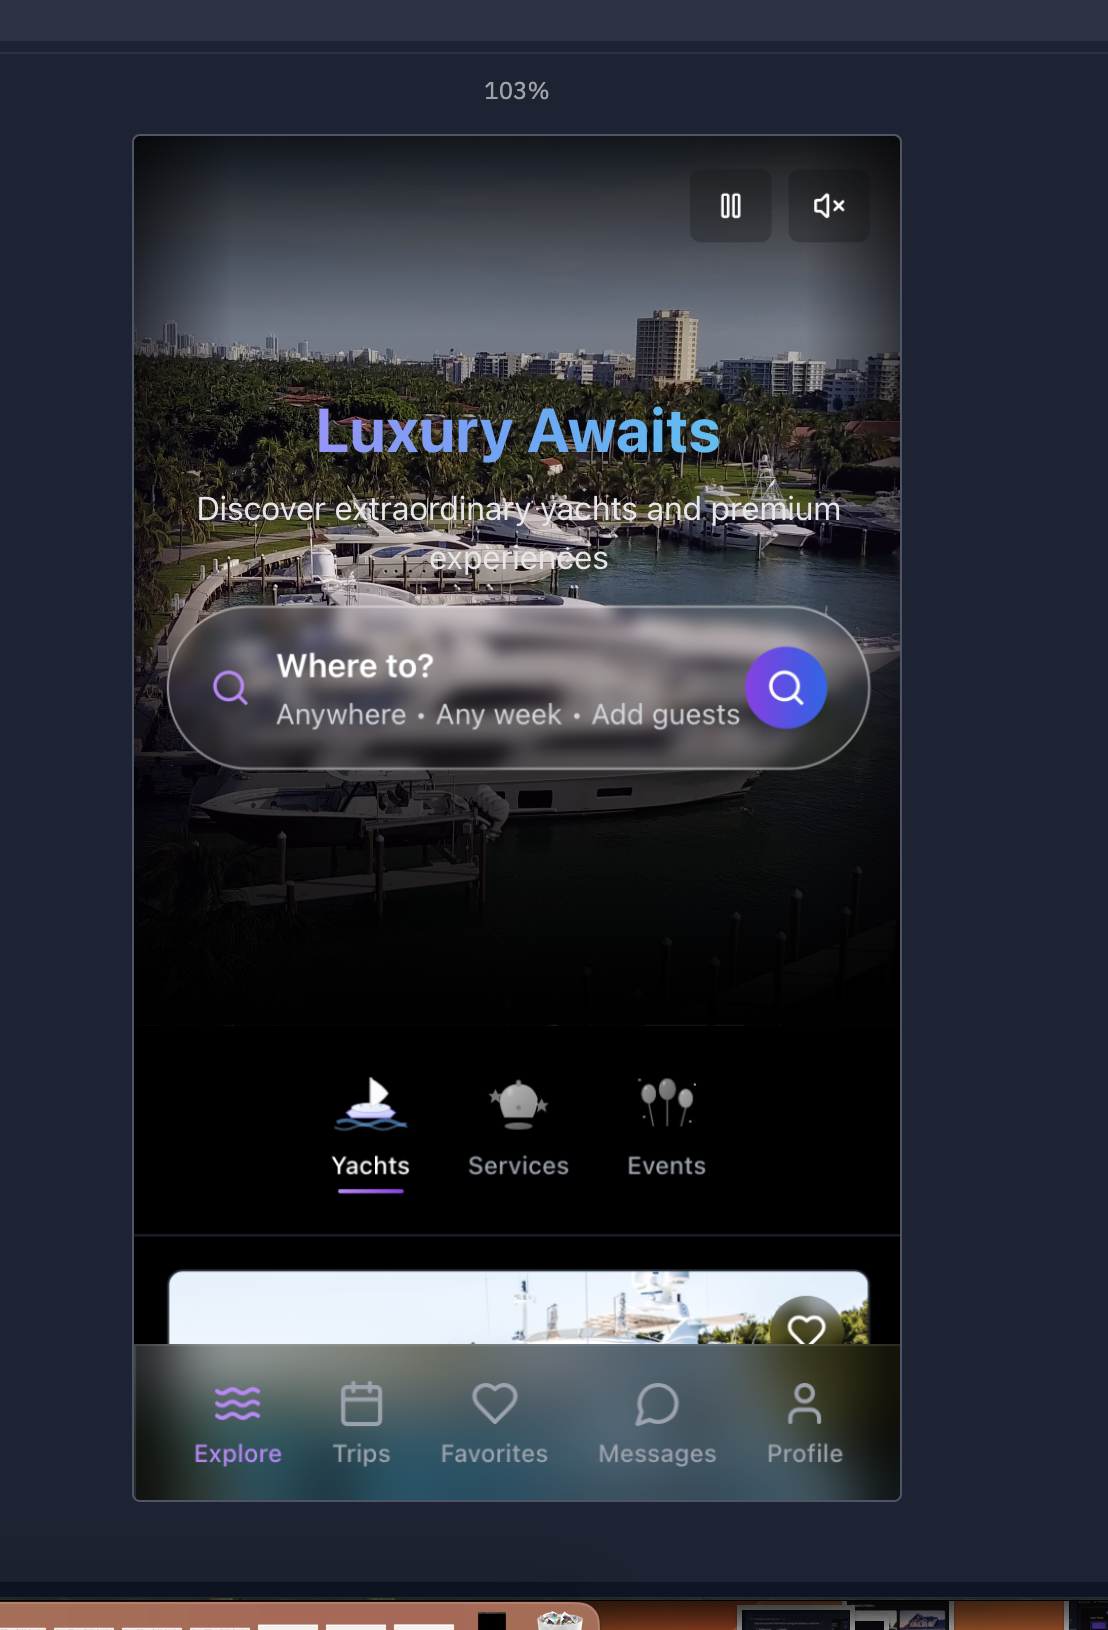 103%
Luxury Awaits
Discover extraordinary yachts and premium
experiences
Where to?
Anywhere • Any week • Add guests
Yachts
Services
Events
Explore
Trips
Favorites
Messages
Profile